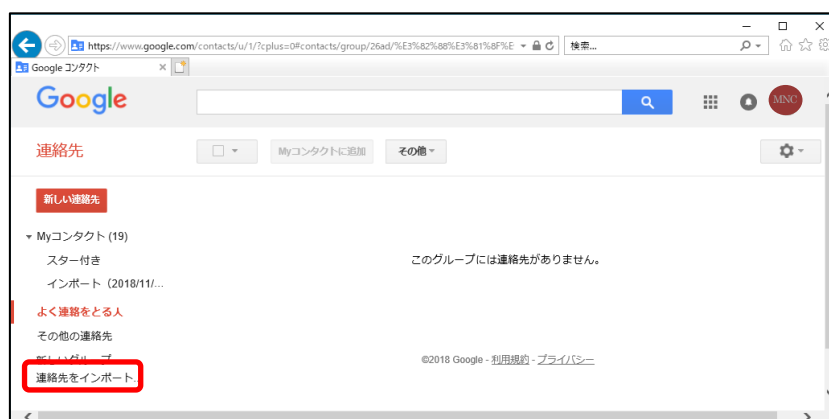 https://www.google.com/contacts/u/1/?cplus=0#contacts/group/26ad/%E3%82%88%E3%81%8F%E
検索...
Google コンタクト
Google
MNC
連絡先
Myコンタクトに追加
その他
新しい連絡先
Myコンタクト (19)
スター付き
このグループには連絡先がありません。
インポート（2018/11/...
よく連絡をとる人
その他の連絡先
新しいグループ
©2018 Google - 利用規約 - プライバシー
連絡先をインポート...